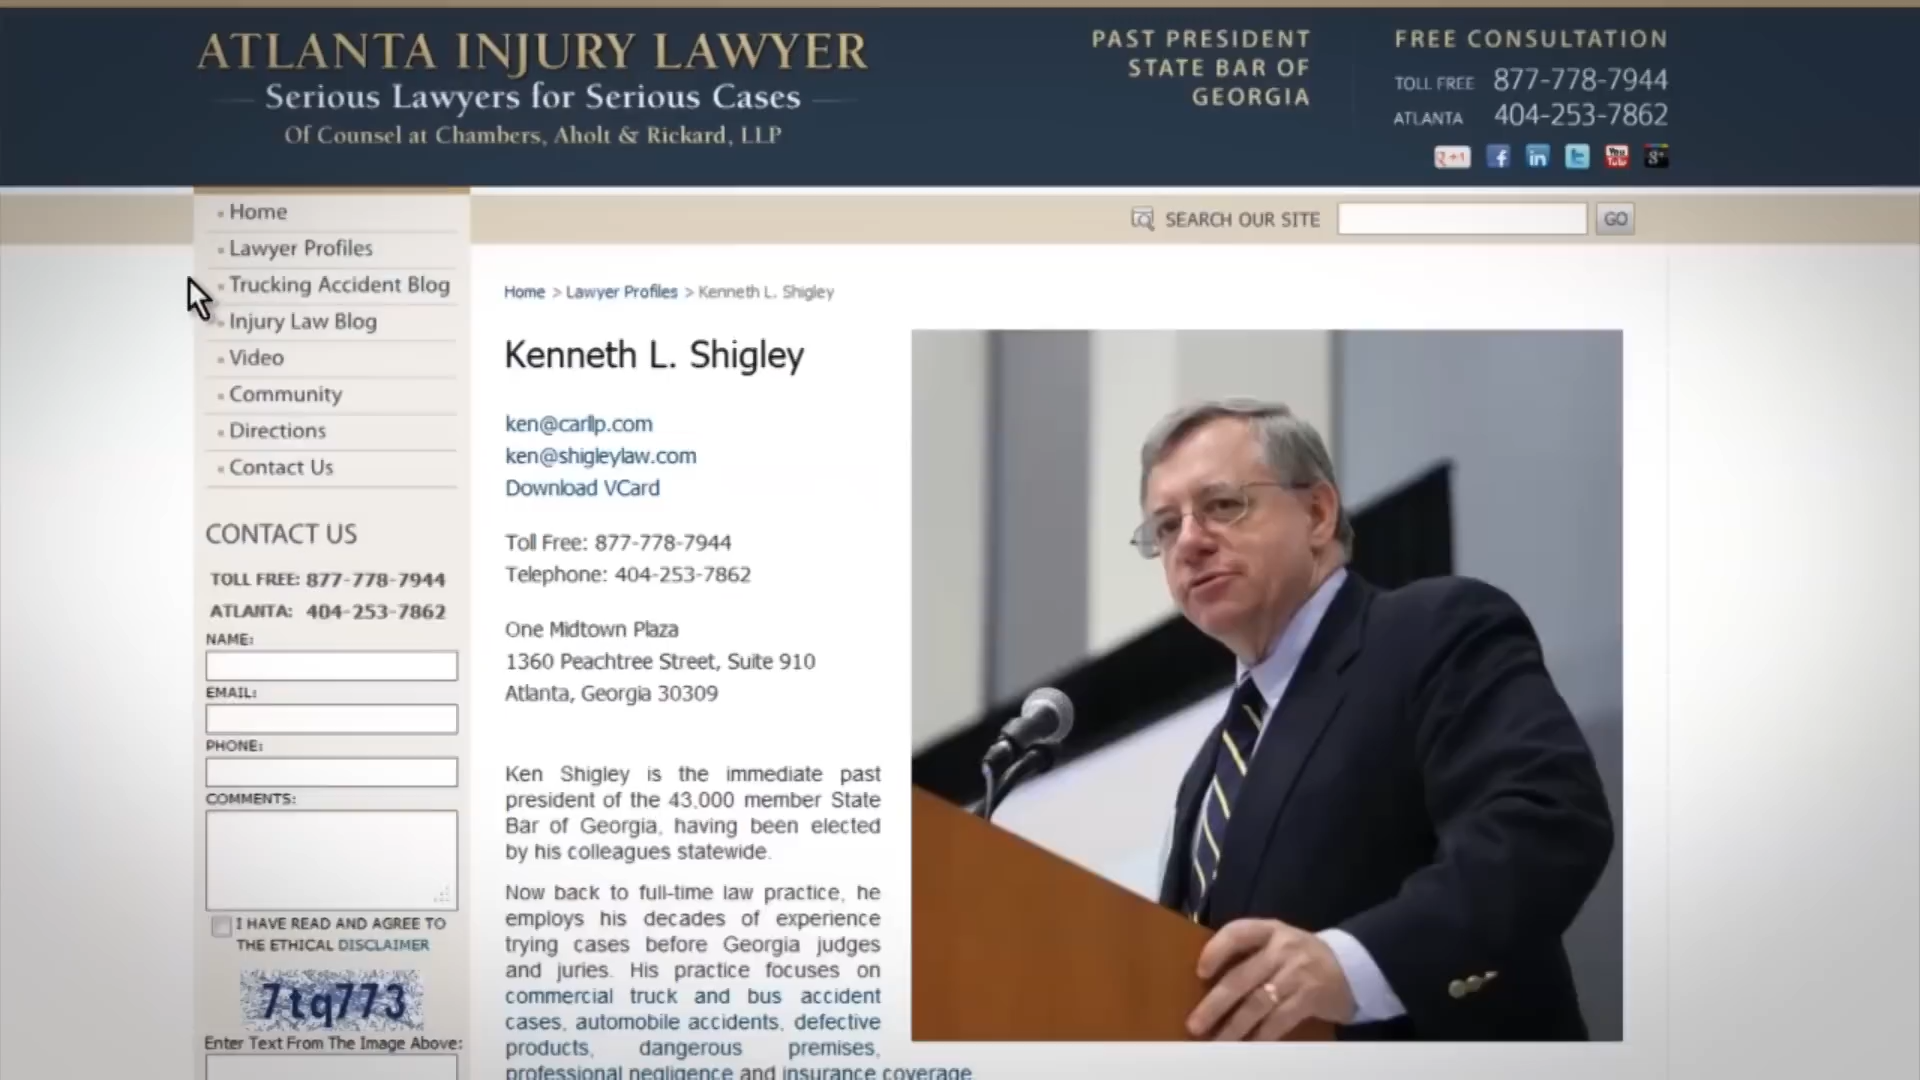 ATLANTA INJURY LAWYER
Serious Lawyers for Serious Cases
Of Counsel at Chambers, Aholt & Rickard, LLP
PAST PRESIDENT
STATE BAR OF
GEORGIA
FREE CONSULTATION
TOLL FREE 877-778-7944
ATLANTA 404-253-7862
g+1
f
in
t
You Tube
g+
SEARCH OUR SITE GO
Home
Lawyer Profiles
Trucking Accident Blog
Injury Law Blog
Video
Community
Directions
Contact Us
CONTACT US
TOLL FREE: 877-778-7944
ATLANTA: 404-253-7862
NAME:
EMAIL:
PHONE:
COMMENTS:
I HAVE READ AND AGREE TO
THE ETHICAL DISCLAIMER
7tq773
Enter Text From The Image Above:
Home > Lawyer Profiles > Kenneth L. Shigley
Kenneth L. Shigley
ken@carllp.com
ken@shigleylaw.com
Download VCard
Toll Free: 877-778-7944
Telephone: 404-253-7862
One Midtown Plaza
1360 Peachtree Street, Suite 910
Atlanta, Georgia 30309
Ken Shigley is the immediate past
president of the 43,000 member State
Bar of Georgia, having been elected
by his colleagues statewide.
Now back to full-time law practice, he
employs his decades of experience
trying cases before Georgia judges
and juries. His practice focuses on
commercial truck and bus accident
cases, automobile accidents, defective
products, dangerous premises,
professional negligence and insurance coverage.